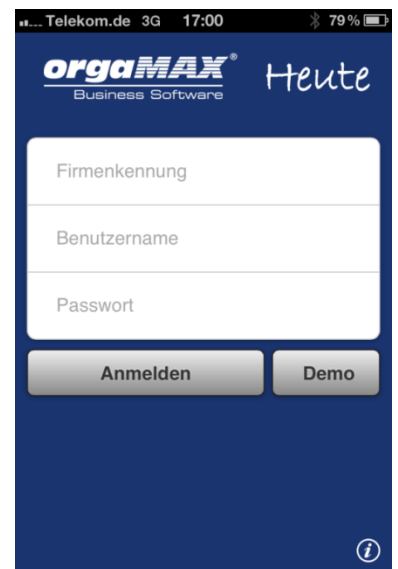 Telekom.de 3G 17:00 79%
orgaMAX® Heute
Business Software
Firmenkennung
Benutzername
Passwort
Anmelden Demo
i